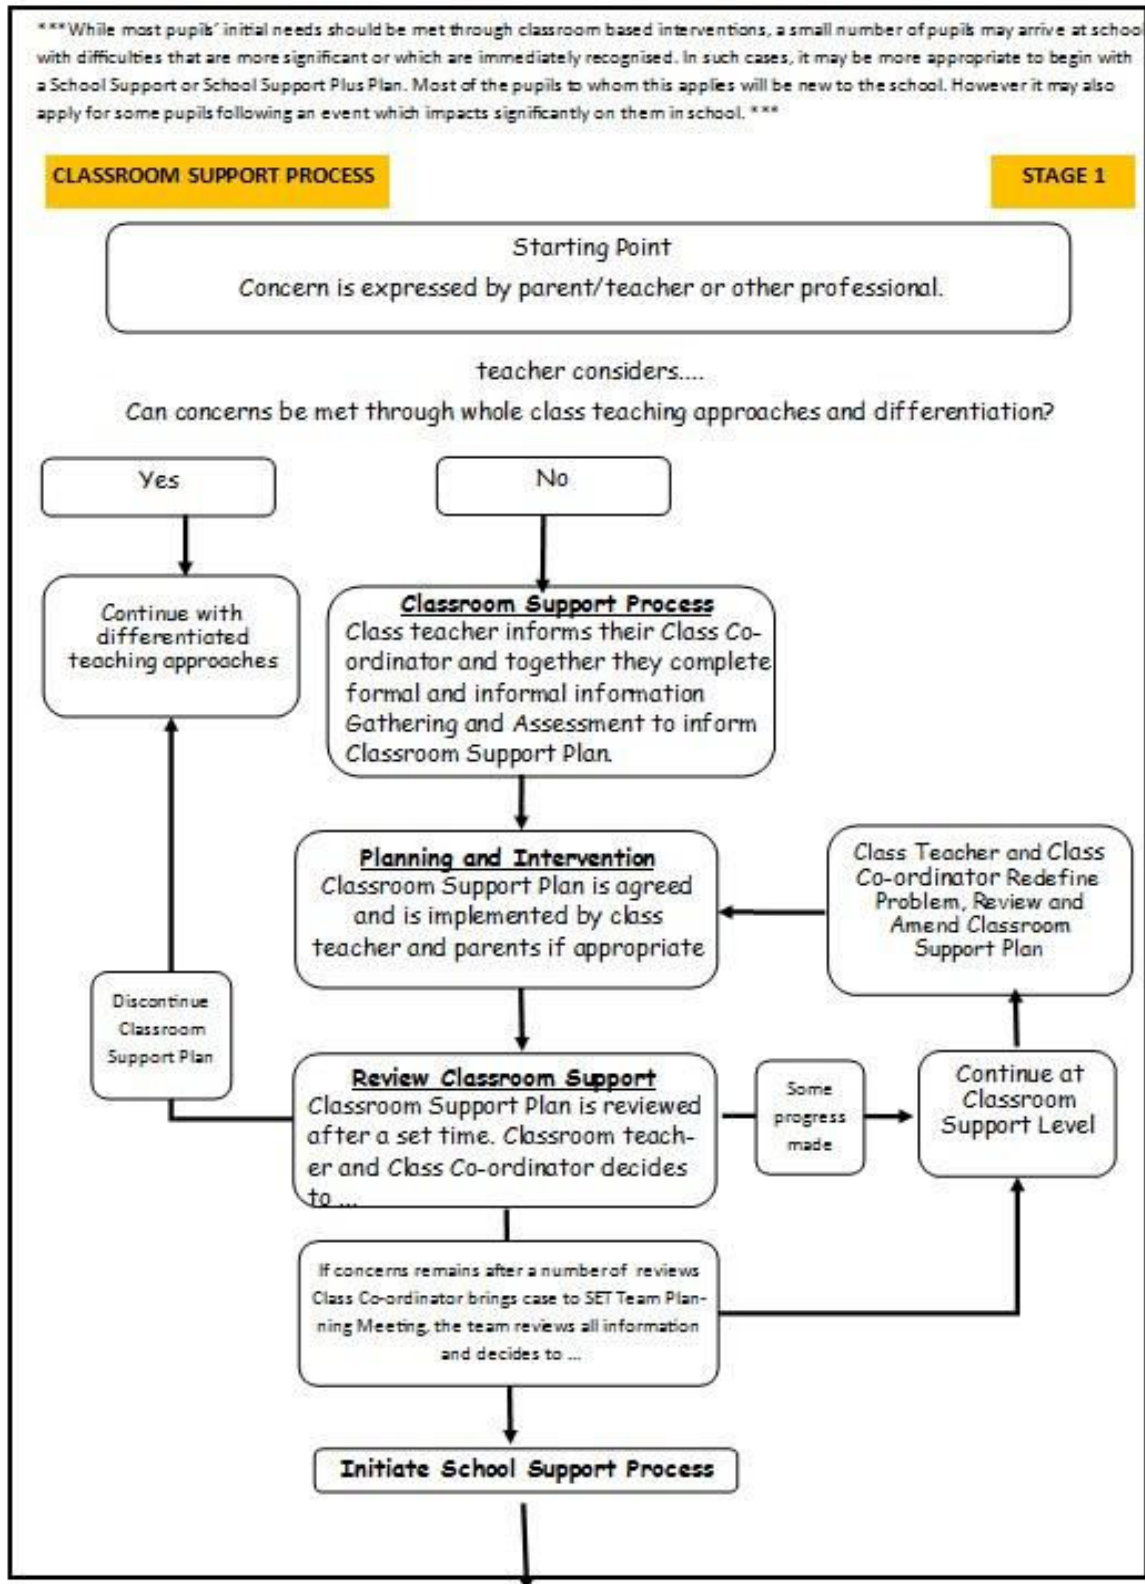 ***While most pupils' initial needs should be met through classroom based interventions, a small number of pupils may arrive at schoo
with difficulties that are more significant or which are immediately recognised. In such cases, it may be more appropriate to begin with
a School Support or School Support Plus Plan. Most of the pupils to whom this applies will be new to the school. However it may also
apply for some pupils following an event which impacts significantly on them in school. ***
CLASSROOM SUPPORT PROCESS
STAGE 1
Starting Point
Concern is expressed by parent/teacher or other professional.
teacher considers....
Can concerns be met through whole class teaching approaches and differentiation?
Yes
No
Continue with
differentiated
teaching approaches
Classroom Support Process
Class teacher informs their Class Co-
ordinator and together they complete
formal and informal information
Gathering and Assessment to inform
Classroom Support Plan.
Planning and Intervention
Classroom Support Plan is agreed
and is implemented by class
teacher and parents if appropriate
Class Teacher and Class
Co-ordinator Redefine
Problem, Review and
Amend Classroom
Support Plan
Discontinue
Classroom
Support Plan
Review Classroom Support
Classroom Support Plan is reviewed
after a set time. Classroom teach-
er and Class Co-ordinator decides
to ...
Some
progress
made
Continue at
Classroom
Support Level
If concerns remains after a number of reviews
Class Co-ordinator brings case to SET Team Plan-
ning Meeting, the team reviews all information
and decides to ...
Initiate School Support Process